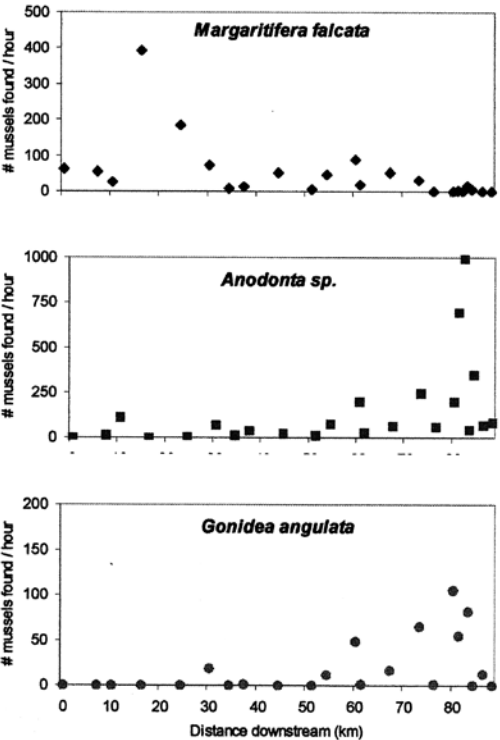 Margaritifera falcata
# mussels found / hour
500
400
300
200
100
0
Anodonta sp.
# mussels found / hour
1000
750
500
250
0
Gonidea angulata
# mussels found / hour
200
150
100
50
0
0 10 20 30 40 50 60 70 80
Distance downstream (km)